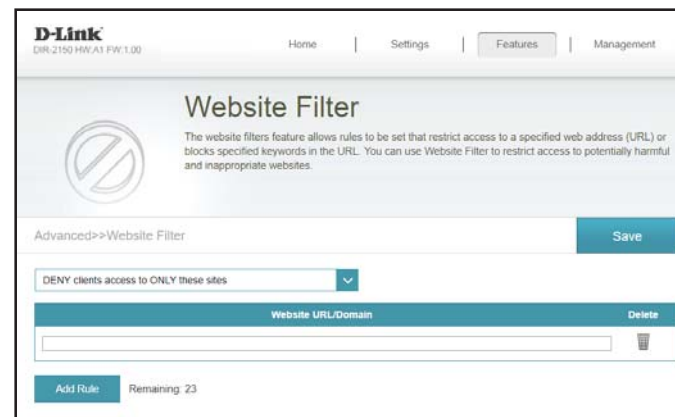 D-Link
DIR-2150 HW:A1 FW:1.00
Home | Settings | Features | Management
Website Filter
The website filters feature allows rules to be set that restrict access to a specified web address (URL) or
blocks specified keywords in the URL. You can use Website Filter to restrict access to potentially harmful
and inappropriate websites.
Advanced>>Website Filter
Save
DENY clients access to ONLY these sites
Website URL/Domain Delete
Add Rule Remaining: 23